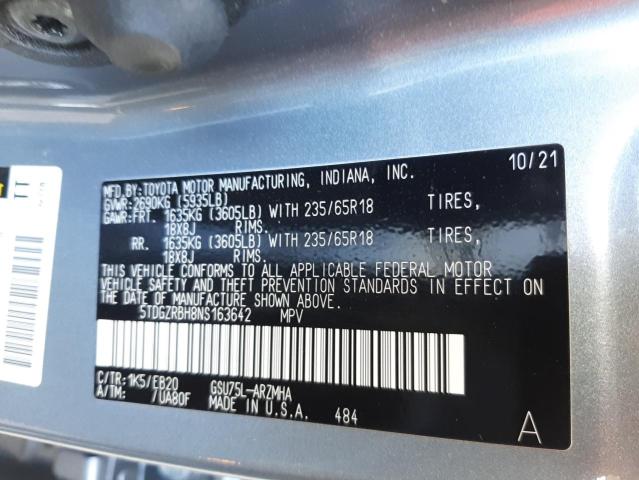 10/21
MFD.BY:TOYOTA MOTOR MANUFACTURING, INDIANA, INC.
GVWR:2690KG (5935LB)
GAWR:FRT. 1635KG (3605LB) WITH 235/65R18 TIRES,
18X8J RIMS.
RR. 1635KG (3605LB) WITH 235/65R18 TIRES,
18X8J RIMS.
THIS VEHICLE CONFORMS TO ALL APPLICABLE FEDERAL MOTOR
VEHICLE SAFETY AND THEFT PREVENTION STANDARDS IN EFFECT ON
THE DATE OF MANUFACTURE SHOWN ABOVE.
5TDGZRBH8NS163642 MPV
C/TR:1K5/EB20 GSU75L-ARZMHA
A/TM: /UA80F MADE IN U.S.A. 484
A
TT